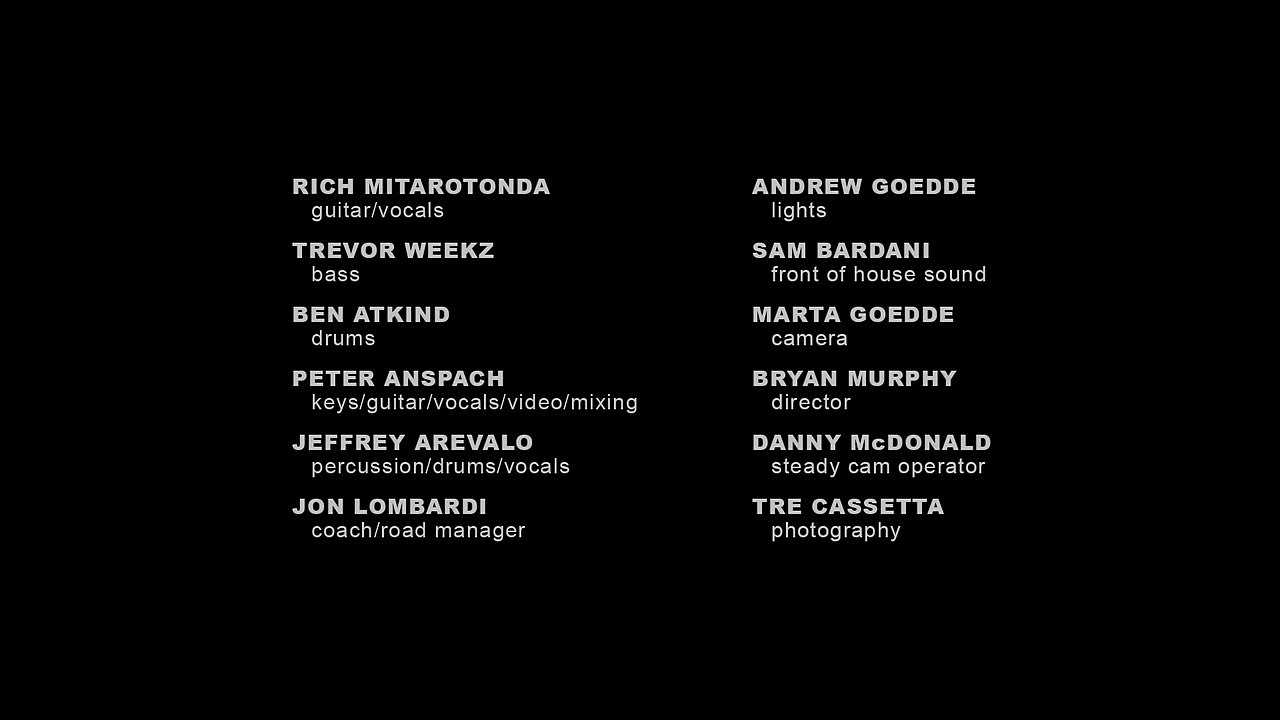 RICH MITAROTONDA
guitar/vocals
TREVOR WEEKZ
bass
BEN ATKIND
drums
PETER ANSPACH
keys/guitar/vocals/video/mixing
JEFFREY AREVALO
percussion/drums/vocals
JON LOMBARDI
coach/road manager
ANDREW GOEDDE
lights
SAM BARDANI
front of house sound
MARTA GOEDDE
camera
BRYAN MURPHY
director
DANNY McDONALD
steady cam operator
TRE CASSETTA
photography